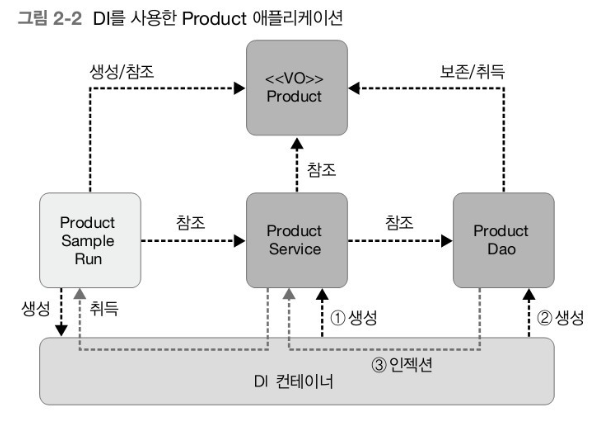 그림 2-2 DI를 사용한 Product 애플리케이션
생성/참조
<<VO>>
Product
보존/취득
참조
Product
Sample
Run
참조
Product
Service
참조
Product
Dao
생성
취득
① 생성
② 생성
③ 인젝션
DI 컨테이너